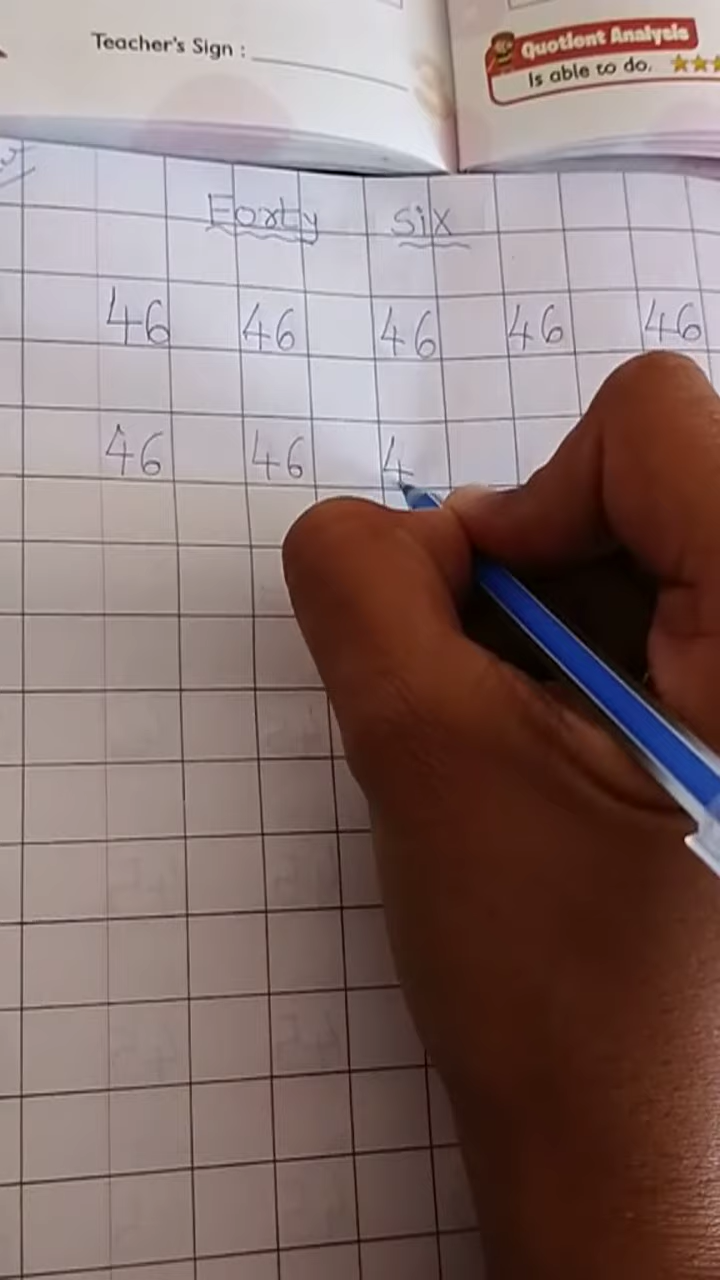 Teacher's Sign :
Quotient Analysis
Is able to do.
Forty six
46 46 46 46 46
46 46 4